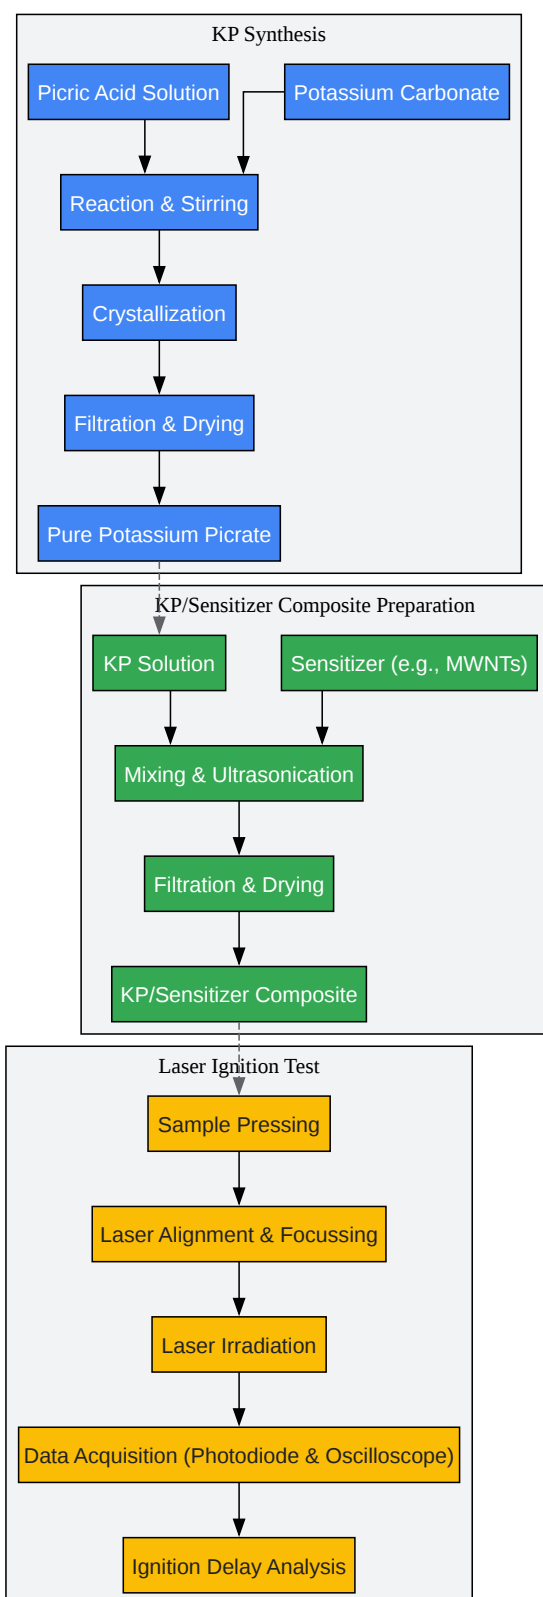 KP Synthesis
Picric Acid Solution
Potassium Carbonate
Reaction & Stirring
Crystallization
Filtration & Drying
Pure Potassium Picrate
KP/Sensitizer Composite Preparation
KP Solution
Sensitizer (e.g., MWNTs)
Mixing & Ultrasonication
Filtration & Drying
KP/Sensitizer Composite
Laser Ignition Test
Sample Pressing
Laser Alignment & Focussing
Laser Irradiation
Data Acquisition (Photodiode & Oscilloscope)
Ignition Delay Analysis